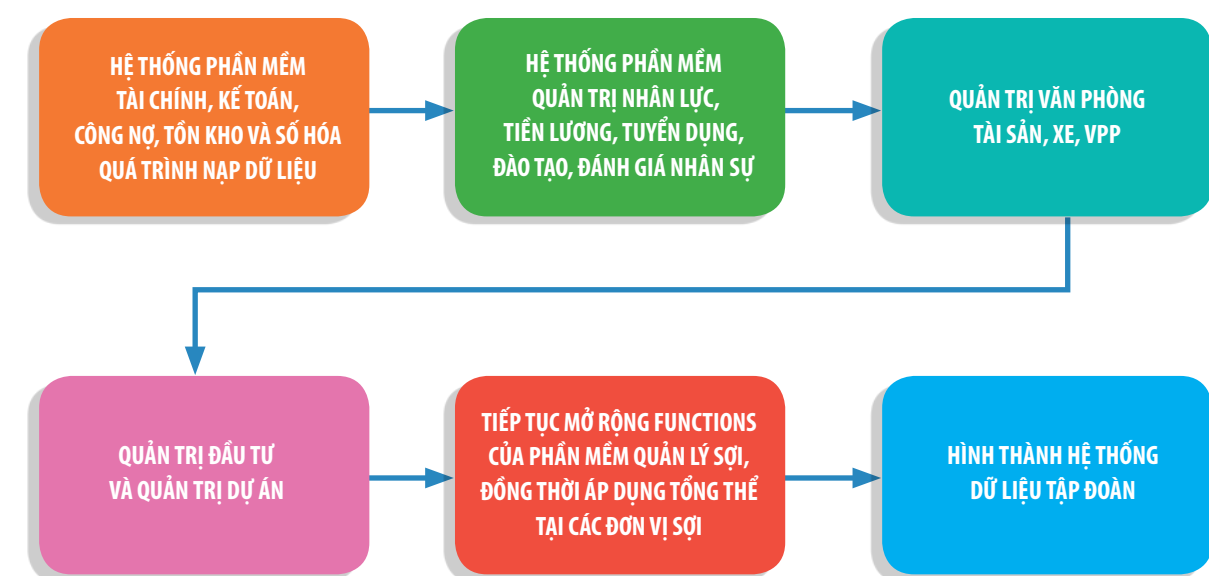 HỆ THỐNG PHẦN MỀM
TÀI CHÍNH, KẾ TOÁN,
CÔNG NỢ, TỒN KHO VÀ SỐ HÓA
QUÁ TRÌNH NẠP DỮ LIỆU
HỆ THỐNG PHẦN MỀM
QUẢN TRỊ NHÂN LỰC,
TIỀN LƯƠNG, TUYỂN DỤNG,
ĐÀO TẠO, ĐÁNH GIÁ NHÂN SỰ
QUẢN TRỊ VĂN PHÒNG
TÀI SẢN, XE, VPP
QUẢN TRỊ ĐẦU TƯ
VÀ QUẢN TRỊ DỰ ÁN
TIẾP TỤC MỞ RỘNG FUNCTIONS
CỦA PHẦN MỀM QUẢN LÝ SỢI,
ĐỒNG THỜI ÁP DỤNG TỔNG THỂ
TẠI CÁC ĐƠN VỊ SỢI
HÌNH THÀNH HỆ THỐNG
DỮ LIỆU TẬP ĐOÀN